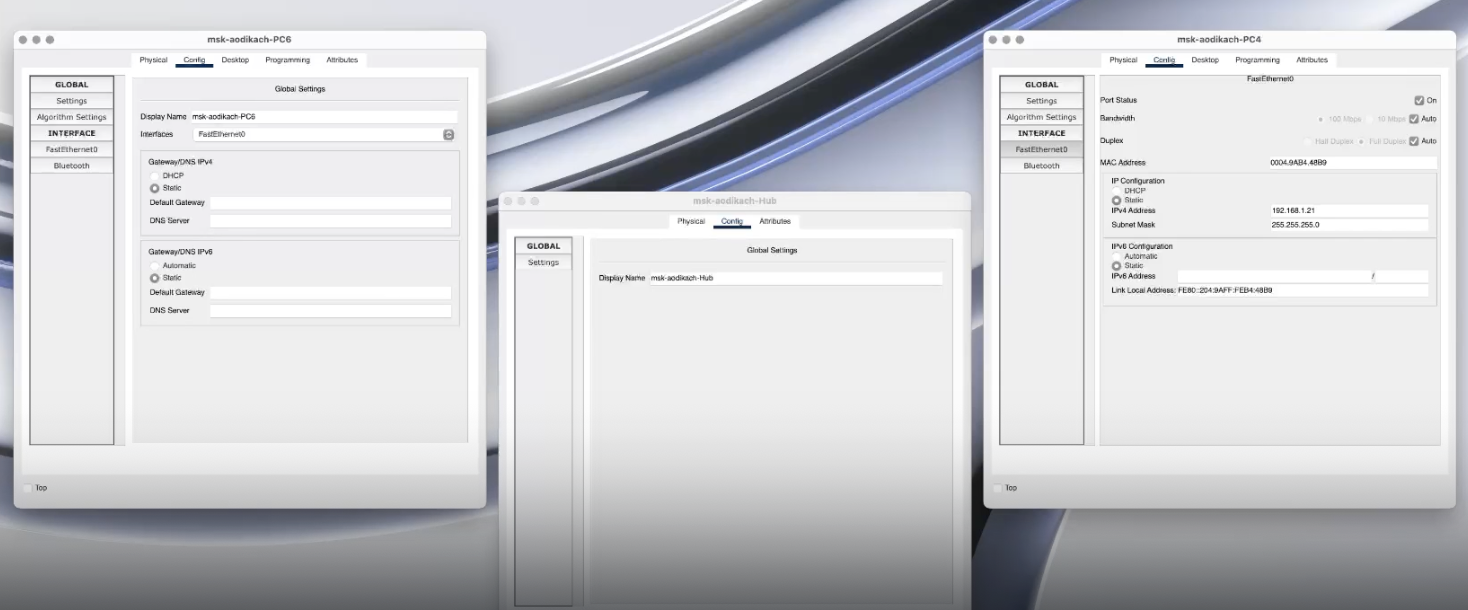 msk-aodikach-PC6
Physical Config Desktop Programming Attributes
GLOBAL
Settings
Algorithm Settings
INTERFACE
FastEthernet0
Bluetooth
Global Settings
Display Name msk-aodikach-PC6
Interfaces FastEthernet0
Gateway/DNS IPv4
DHCP
Static
Default Gateway
DNS Server
Gateway/DNS IPv6
Automatic
Static
Default Gateway
DNS Server
Top
msk-aodikach-Hub
Physical Config Attributes
GLOBAL
Settings
Global Settings
Display Name msk-aodikach-Hub
msk-aodikach-PC4
Physical Config Desktop Programming Attributes
GLOBAL
Settings
Algorithm Settings
INTERFACE
FastEthernet0
Bluetooth
FastEthernet0
Port Status On
Bandwidth 100 Mbps 10 Mbps Auto
Duplex Half Duplex Full Duplex Auto
MAC Address 0004.9AB4.48B9
IP Configuration
DHCP
Static
IPv4 Address 192.168.1.21
Subnet Mask 255.255.255.0
IPv6 Configuration
Automatic
Static
IPv6 Address /
Link Local Address: FE80::204:9AFF:FEB4:48B9
Top